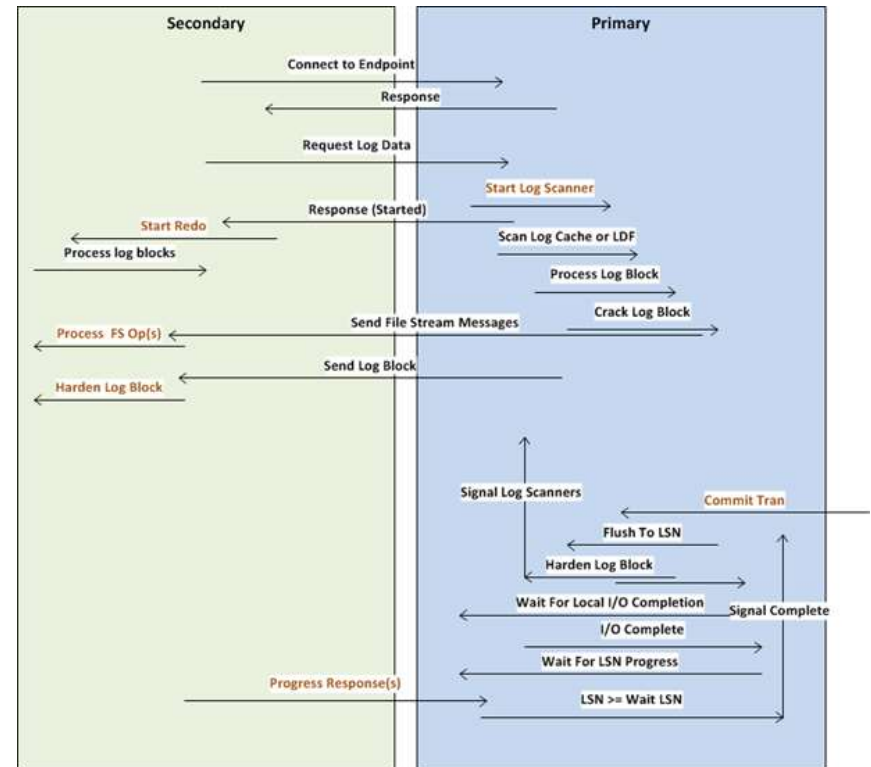 Secondary
Primary
Connect to Endpoint
Response
Request Log Data
Start Log Scanner
Response (Started)
Start Redo
Scan Log Cache or LDF
Process log blocks
Process Log Block
Crack Log Block
Send File Stream Messages
Process FS Op(s)
Send Log Block
Harden Log Block
Signal Log Scanners
Commit Tran
Flush To LSN
Harden Log Block
Wait For Local I/O Completion
Signal Complete
I/O Complete
Wait For LSN Progress
Progress Response(s)
LSN >= Wait LSN